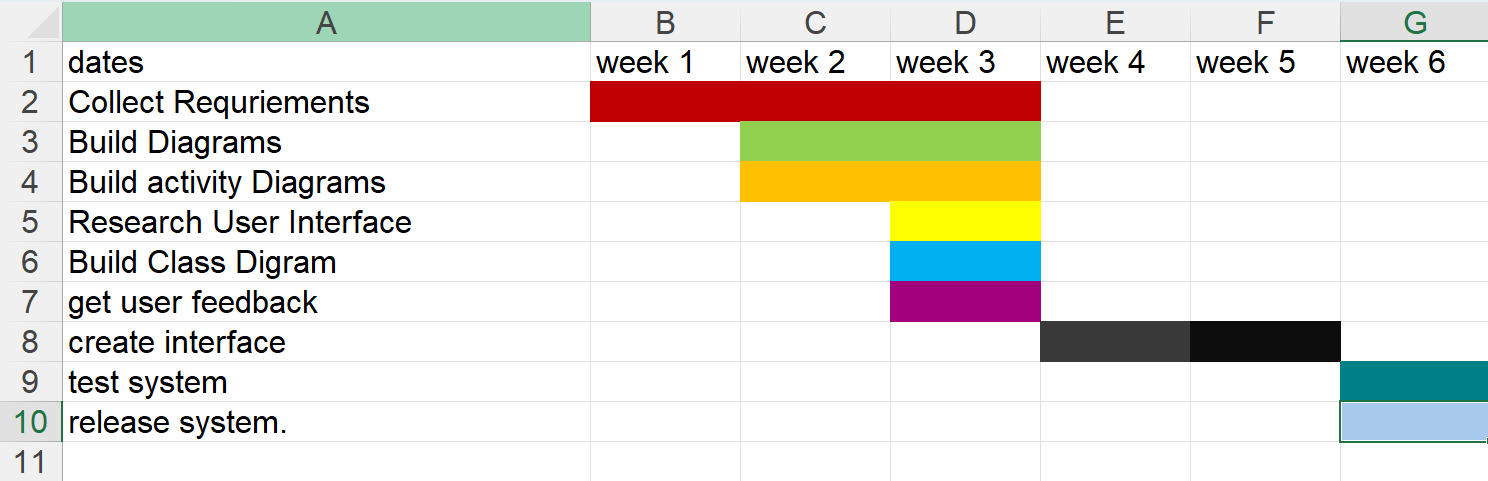 A B C D E F G
1 dates week 1 week 2 week 3 week 4 week 5 week 6
2 Collect Requriements
3 Build Diagrams
4 Build activity Diagrams
5 Research User Interface
6 Build Class Digram
7 get user feedback
8 create interface
9 test system
10 release system.
11